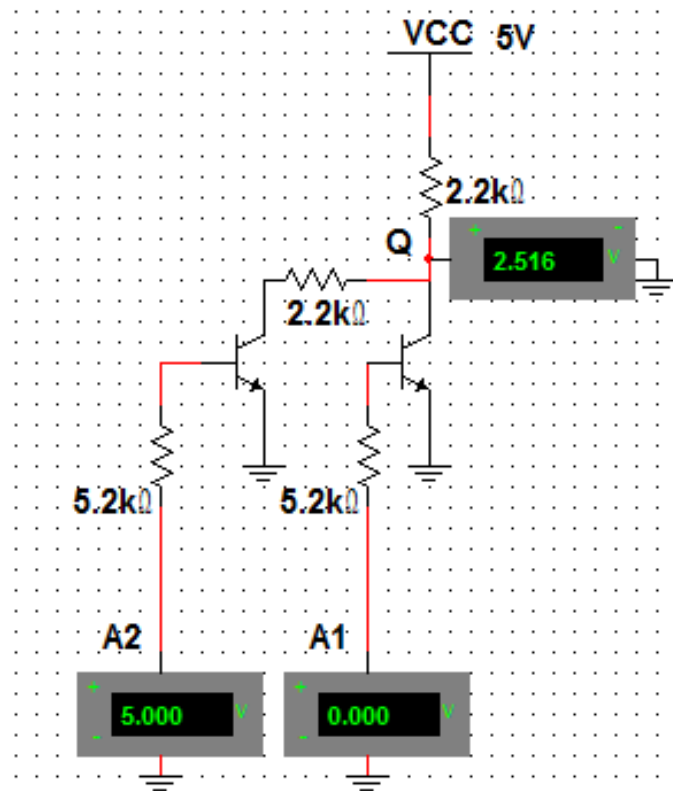 VCC 5V
2.2kΩ
Q
+ -
2.516 V
2.2kΩ
5.2kΩ 5.2kΩ
A2 A1
+ +
5.000 V 0.000 V
- -